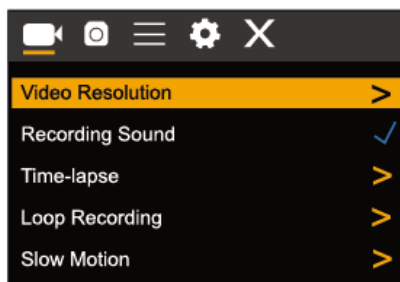 Video Resolution
Recording Sound
Time-lapse
Loop Recording
Slow Motion